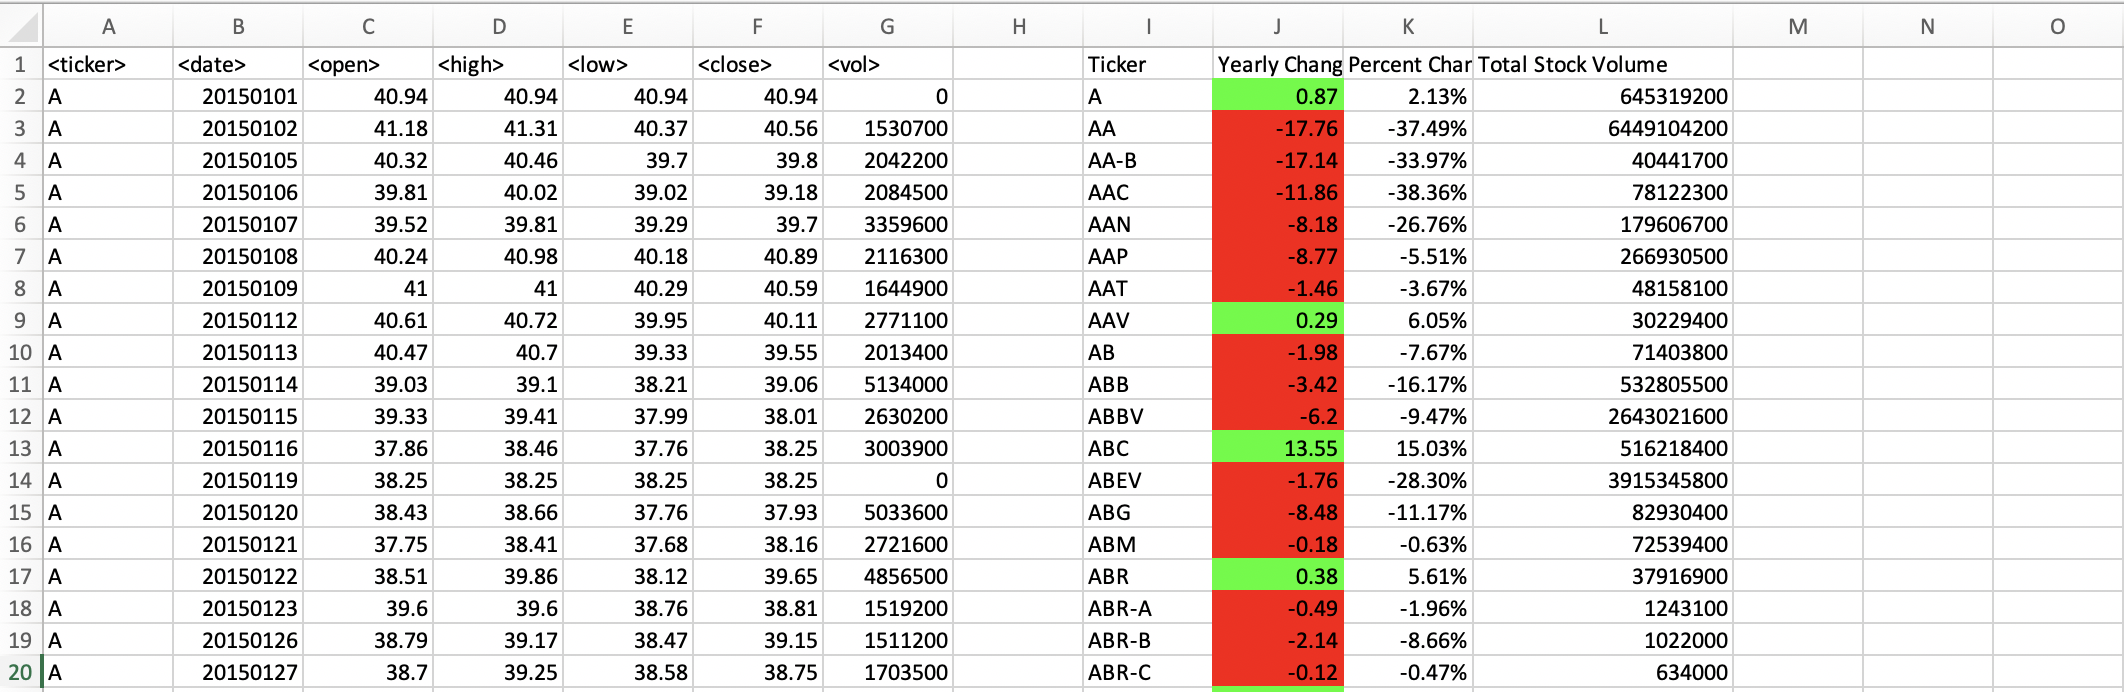 A B C D E F G H I J K L M N O
1 <ticker> <date> <open> <high> <low> <close> <vol> Ticker Yearly Chang Percent Char Total Stock Volume
2 A 20150101 40.94 40.94 40.94 40.94 0 A 0.87 2.13% 645319200
3 A 20150102 41.18 41.31 40.37 40.56 1530700 AA -17.76 -37.49% 6449104200
4 A 20150105 40.32 40.46 39.7 39.8 2042200 AA-B -17.14 -33.97% 40441700
5 A 20150106 39.81 40.02 39.02 39.18 2084500 AAC -11.86 -38.36% 78122300
6 A 20150107 39.52 39.81 39.29 39.7 3359600 AAN -8.18 -26.76% 179606700
7 A 20150108 40.24 40.98 40.18 40.89 2116300 AAP -8.77 -5.51% 266930500
8 A 20150109 41 41 40.29 40.59 1644900 AAT -1.46 -3.67% 48158100
9 A 20150112 40.61 40.72 39.95 40.11 2771100 AAV 0.29 6.05% 30229400
10 A 20150113 40.47 40.7 39.33 39.55 2013400 AB -1.98 -7.67% 71403800
11 A 20150114 39.03 39.1 38.21 39.06 5134000 ABB -3.42 -16.17% 532805500
12 A 20150115 39.33 39.41 37.99 38.01 2630200 ABBV -6.2 -9.47% 2643021600
13 A 20150116 37.86 38.46 37.76 38.25 3003900 ABC 13.55 15.03% 516218400
14 A 20150119 38.25 38.25 38.25 38.25 0 ABEV -1.76 -28.30% 3915345800
15 A 20150120 38.43 38.66 37.76 37.93 5033600 ABG -8.48 -11.17% 82930400
16 A 20150121 37.75 38.41 37.68 38.16 2721600 ABM -0.18 -0.63% 72539400
17 A 20150122 38.51 39.86 38.12 39.65 4856500 ABR 0.38 5.61% 37916900
18 A 20150123 39.6 39.6 38.76 38.81 1519200 ABR-A -0.49 -1.96% 1243100
19 A 20150126 38.79 39.17 38.47 39.15 1511200 ABR-B -2.14 -8.66% 1022000
20 A 20150127 38.7 39.25 38.58 38.75 1703500 ABR-C -0.12 -0.47% 634000